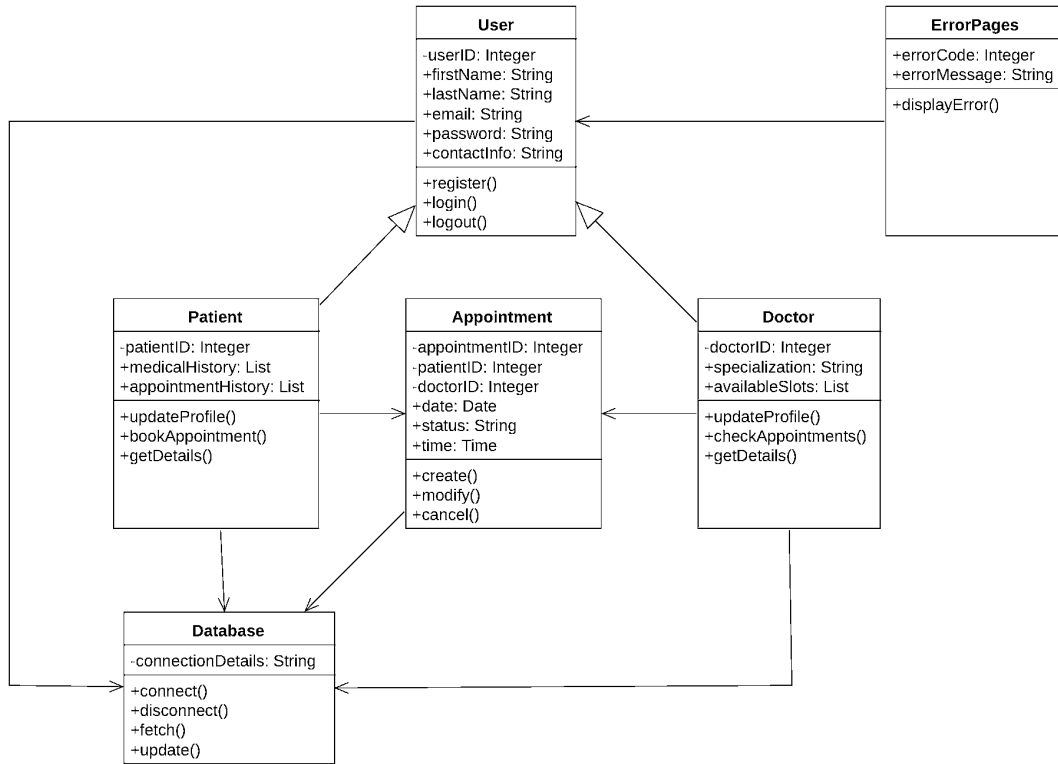 User
-userID: Integer
+firstName: String
+lastName: String
+email: String
+password: String
+contactInfo: String
+register()
+login()
+logout()
ErrorPages
+errorCode: Integer
+errorMessage: String
+displayError()
Patient
-patientID: Integer
+medicalHistory: List
+appointmentHistory: List
+updateProfile()
+bookAppointment()
+getDetails()
Appointment
-appointmentID: Integer
-patientID: Integer
-doctorID: Integer
+date: Date
+status: String
+time: Time
+create()
+modify()
+cancel()
Doctor
-doctorID: Integer
+specialization: String
+availableSlots: List
+updateProfile()
+checkAppointments()
+getDetails()
Database
-connectionDetails: String
+connect()
+disconnect()
+fetch()
+update()